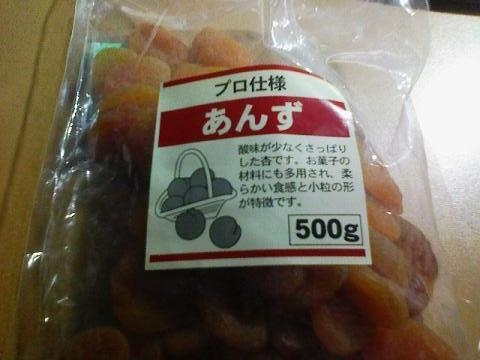 プロ仕様
あんず
酸味が少なくさっぱり
した杏です。お菓子の
材料にも多用され、柔
らかい食感と小粒の形
が特徴です。
500g